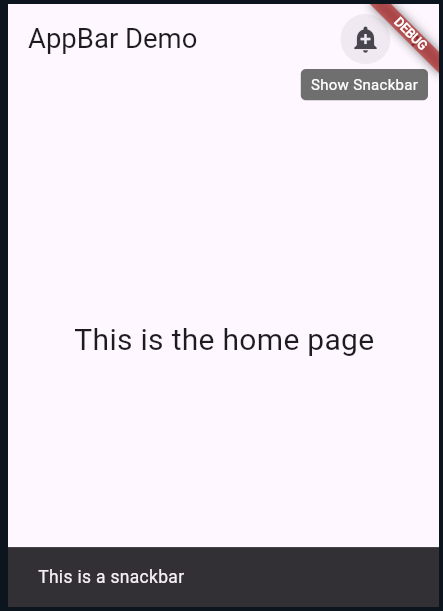 AppBar Demo
DEBUG
Show Snackbar
This is the home page
This is a snackbar